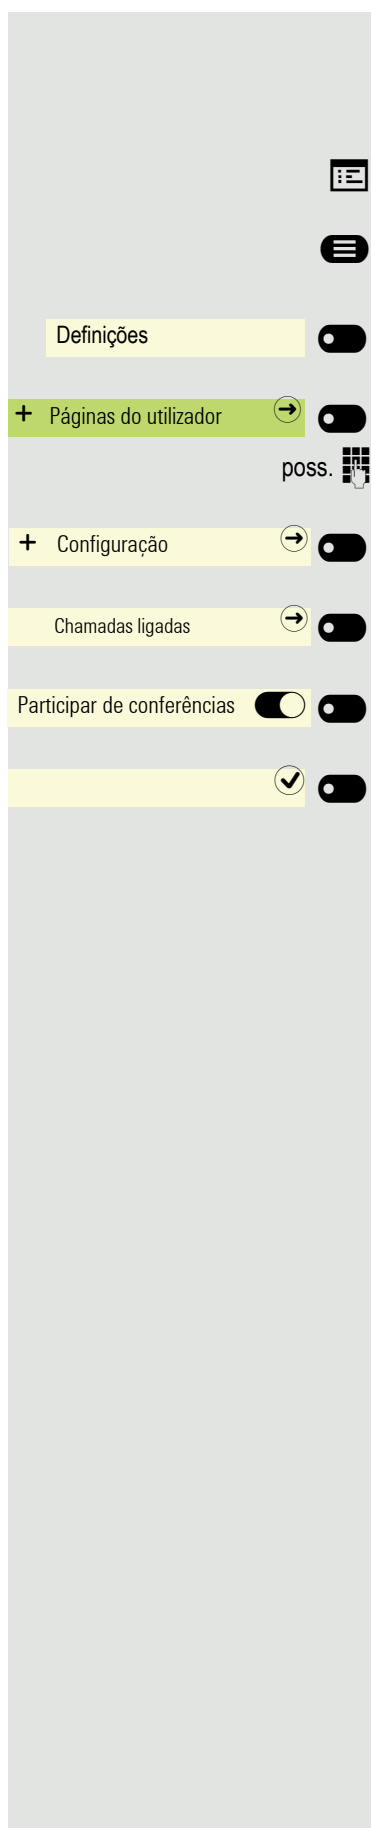 Definições
+ Páginas do utilizador
poss.
+ Configuração
Chamadas ligadas
Participar de conferências